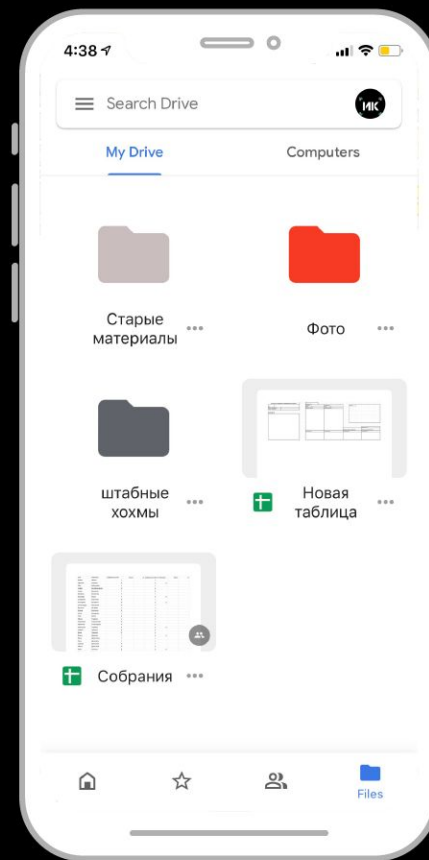 4:38
Search Drive
ИК
My Drive
Computers
Старые
материалы
Фото
штабные
хохмы
Новая
таблица
Собрания
Files